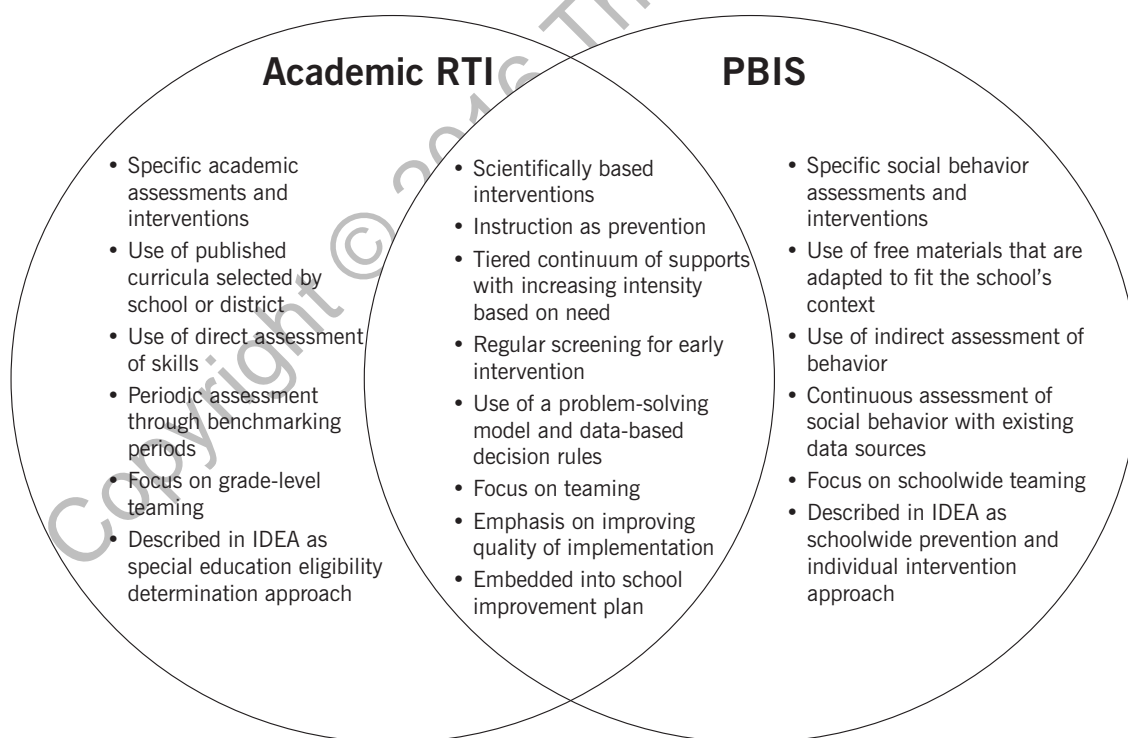 Academic RTI
PBIS
• Specific academic
assessments and
interventions
• Use of published
curricula selected by
school or district
• Use of direct assessment
of skills
• Periodic assessment
through benchmarking
periods
• Focus on grade-level
teaming
• Described in IDEA as
special education eligibility
determination approach
• Scientifically based
interventions
• Instruction as prevention
• Tiered continuum of supports
with increasing intensity
based on need
• Regular screening for early
intervention
• Use of a problem-solving
model and data-based
decision rules
• Focus on teaming
• Emphasis on improving
quality of implementation
• Embedded into school
improvement plan
• Specific social behavior
assessments and
interventions
• Use of free materials that are
adapted to fit the school’s
context
• Use of indirect assessment of
behavior
• Continuous assessment of
social behavior with existing
data sources
• Focus on schoolwide teaming
• Described in IDEA as
schoolwide prevention and
individual intervention
approach
Copyright © 2016 Th